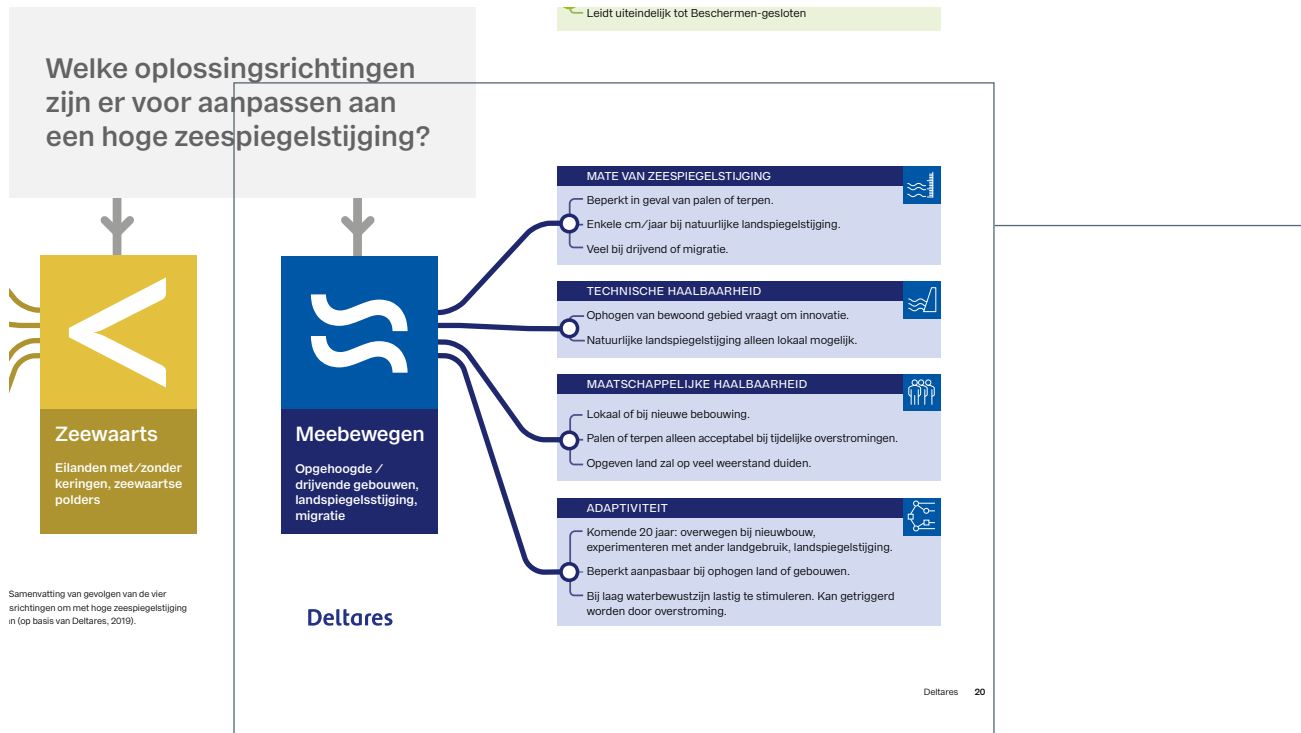 Leidt uiteindelijk tot Beschermen-gesloten
Welke oplossingsrichtingen
zijn er voor aanpassen aan
een hoge zeespiegelstijging?
Zeewaarts
Eilanden met/zonder
keringen, zeewaartse
polders
Meebewegen
Opgehoogde /
drijvende gebouwen,
landspiegelsstijging,
migratie
MATE VAN ZEESPIEGELSTIJGING
Beperkt in geval van palen of terpen.
Enkele cm/jaar bij natuurlijke landspiegelstijging.
Veel bij drijvend of migratie.
TECHNISCHE HAALBAARHEID
Ophogen van bewoond gebied vraagt om innovatie.
Natuurlijke landspiegelstijging alleen lokaal mogelijk.
MAATSCHAPPELIJKE HAALBAARHEID
Lokaal of bij nieuwe bebouwing.
Palen of terpen alleen acceptabel bij tijdelijke overstromingen.
Opgeven land zal op veel weerstand duiden.
ADAPTIVITEIT
Komende 20 jaar: overwegen bij nieuwbouw,
experimenteren met ander landgebruik, landspiegelstijging.
Beperkt aanpasbaar bij ophogen land of gebouwen.
Bij laag waterbewustzijn lastig te stimuleren. Kan getriggerd
worden door overstroming.
Samenvatting van gevolgen van de vier
srichtingen om met hoge zeespiegelstijging
n (op basis van Deltares, 2019).
Deltares
Deltares 20